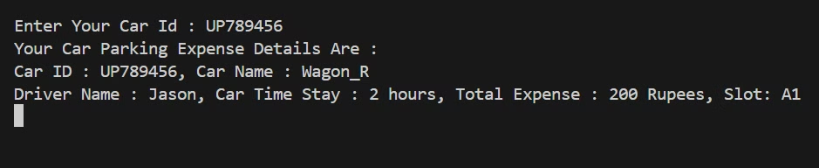 Enter Your Car Id : UP789456
Your Car Parking Expense Details Are :
Car ID : UP789456, Car Name : Wagon_R
Driver Name : Jason, Car Time Stay : 2 hours, Total Expense : 200 Rupees, Slot: A1